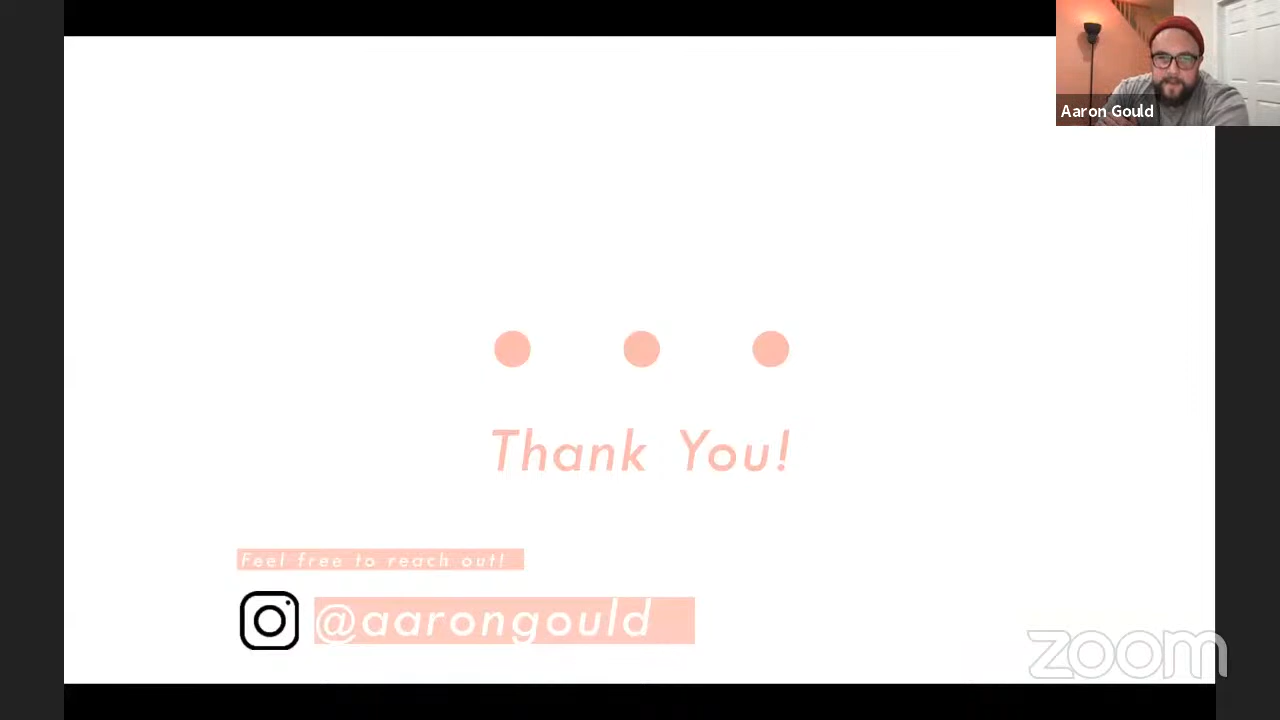 Aaron Gould
Thank You!
Feel free to reach out!
@aarongould
zoom